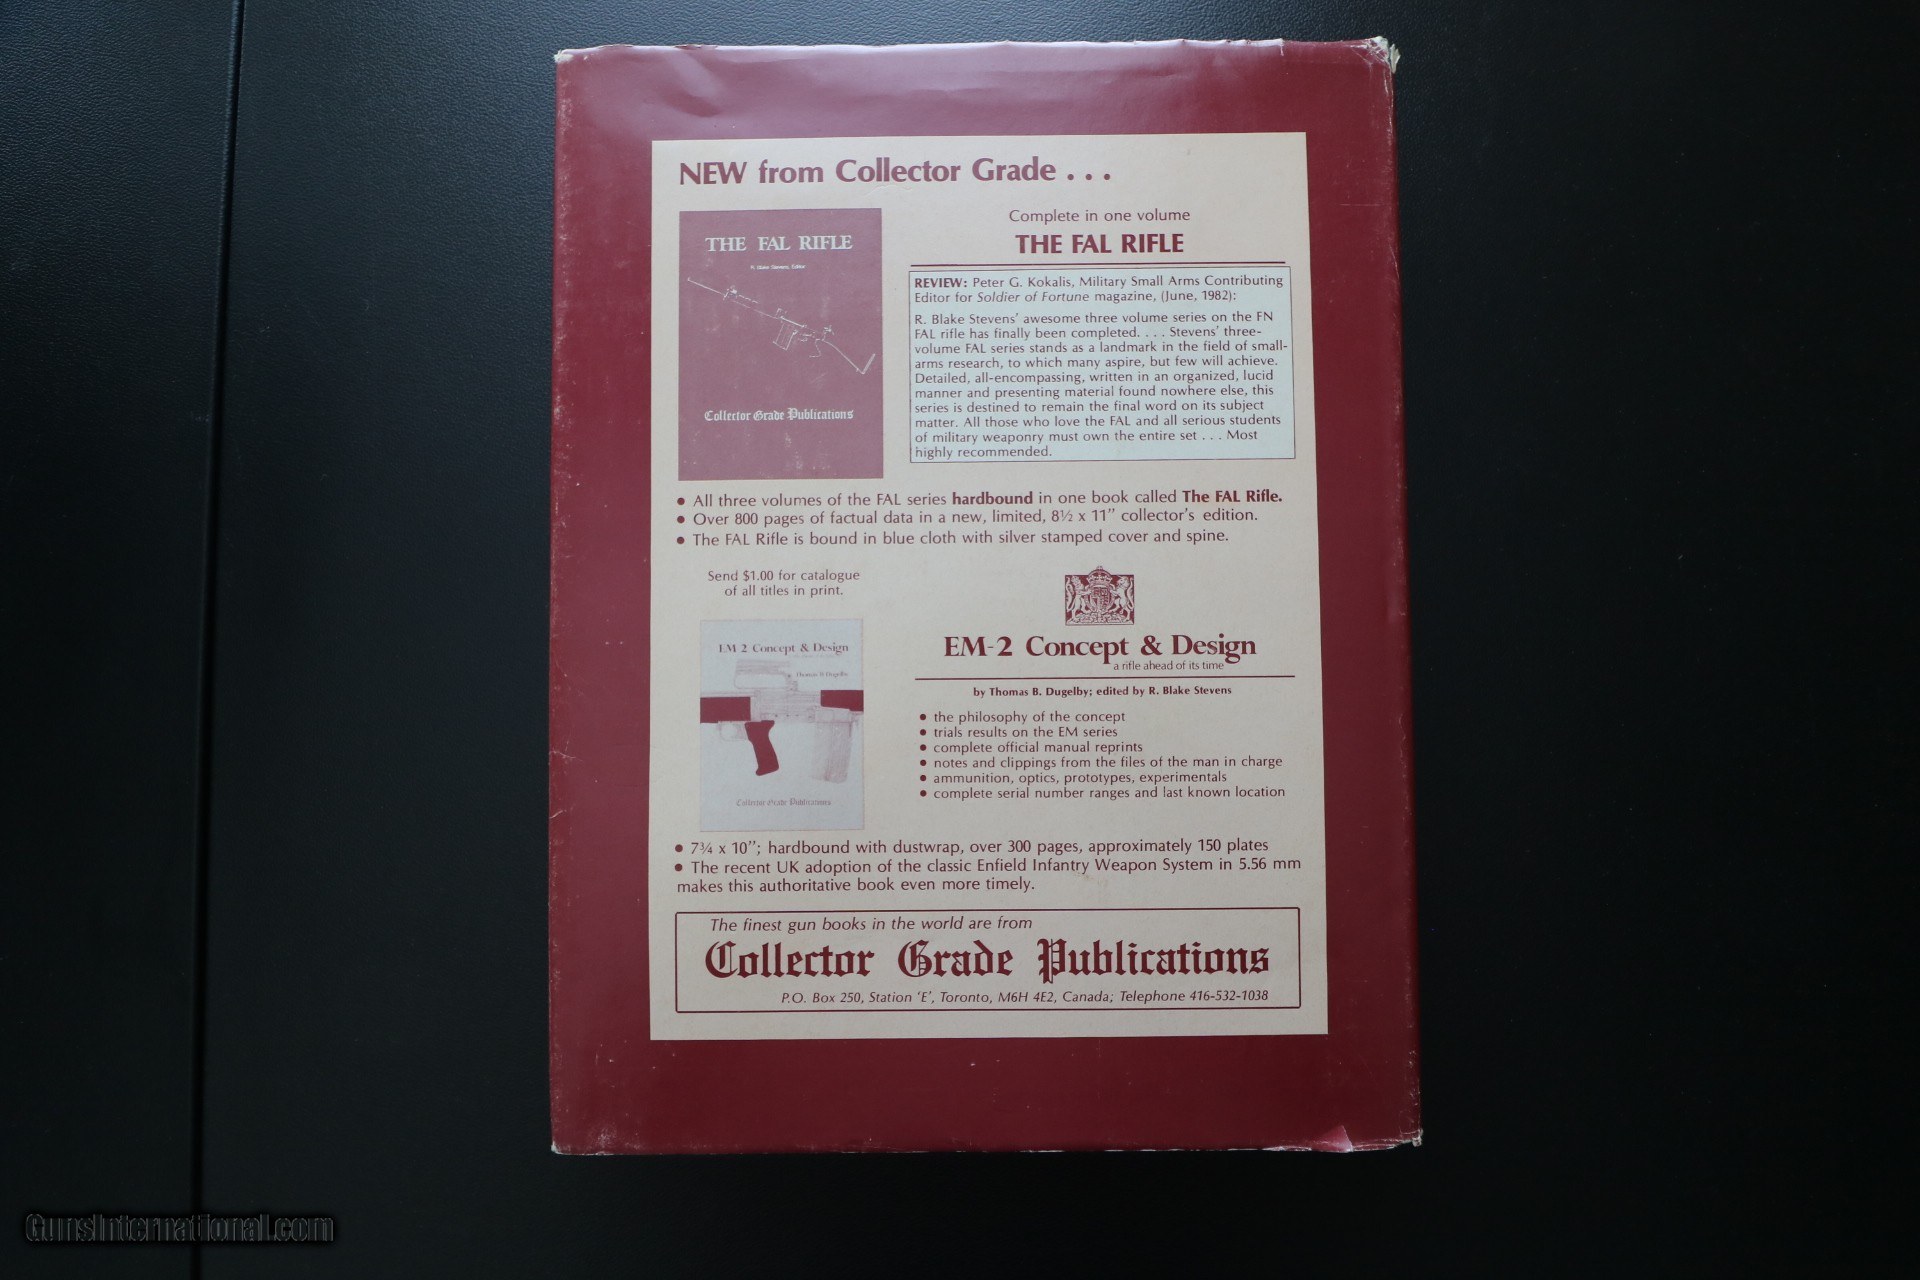 NEW from Collector Grade . . .
THE FAL RIFLE
R. Blake Stevens, Editor
Collector Grade Publications
Complete in one volume
THE FAL RIFLE
REVIEW: Peter G. Kokalis, Military Small Arms Contributing
Editor for Soldier of Fortune magazine, (June, 1982):
R. Blake Stevens' awesome three volume series on the FN
FAL rifle has finally been completed. . . . Stevens' three-
volume FAL series stands as a landmark in the field of small-
arms research, to which many aspire, but few will achieve.
Detailed, all-encompassing, written in an organized, lucid
manner and presenting material found nowhere else, this
series is destined to remain the final word on its subject
matter. All those who love the FAL and all serious students
of military weaponry must own the entire set . . . Most
highly recommended.
• All three volumes of the FAL series hardbound in one book called The FAL Rifle.
• Over 800 pages of factual data in a new, limited, 8½ x 11" collector's edition.
• The FAL Rifle is bound in blue cloth with silver stamped cover and spine.
Send $1.00 for catalogue
of all titles in print.
EM 2 Concept & Design
Thomas B Dugelby
Collector Grade Publications
EM-2 Concept & Design
a rifle ahead of its time
by Thomas B. Dugelby; edited by R. Blake Stevens
• the philosophy of the concept
• trials results on the EM series
• complete official manual reprints
• notes and clippings from the files of the man in charge
• ammunition, optics, prototypes, experimentals
• complete serial number ranges and last known location
• 7¾ x 10"; hardbound with dustwrap, over 300 pages, approximately 150 plates
• The recent UK adoption of the classic Enfield Infantry Weapon System in 5.56 mm
makes this authoritative book even more timely.
The finest gun books in the world are from
Collector Grade Publications
P.O. Box 250, Station 'E', Toronto, M6H 4E2, Canada; Telephone 416-532-1038
GunsInternational.com